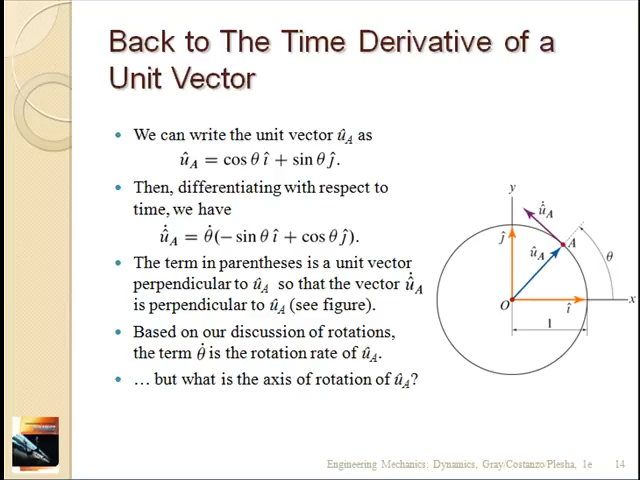 Back to The Time Derivative of a
Unit Vector
• We can write the unit vector û_A as
û_A = cos θ î + sin θ ĵ.
• Then, differentiating with respect to
time, we have
û̇_A = θ̇(− sin θ î + cos θ ĵ).
• The term in parentheses is a unit vector
perpendicular to û_A so that the vector û̇_A
is perpendicular to û_A (see figure).
• Based on our discussion of rotations,
the term θ̇ is the rotation rate of û_A.
• … but what is the axis of rotation of û_A?
y
û̇_A
ĵ
û_A
A
θ
O
î
x
1
Engineering Mechanics: Dynamics, Gray/Costanzo/Plesha, 1e 14